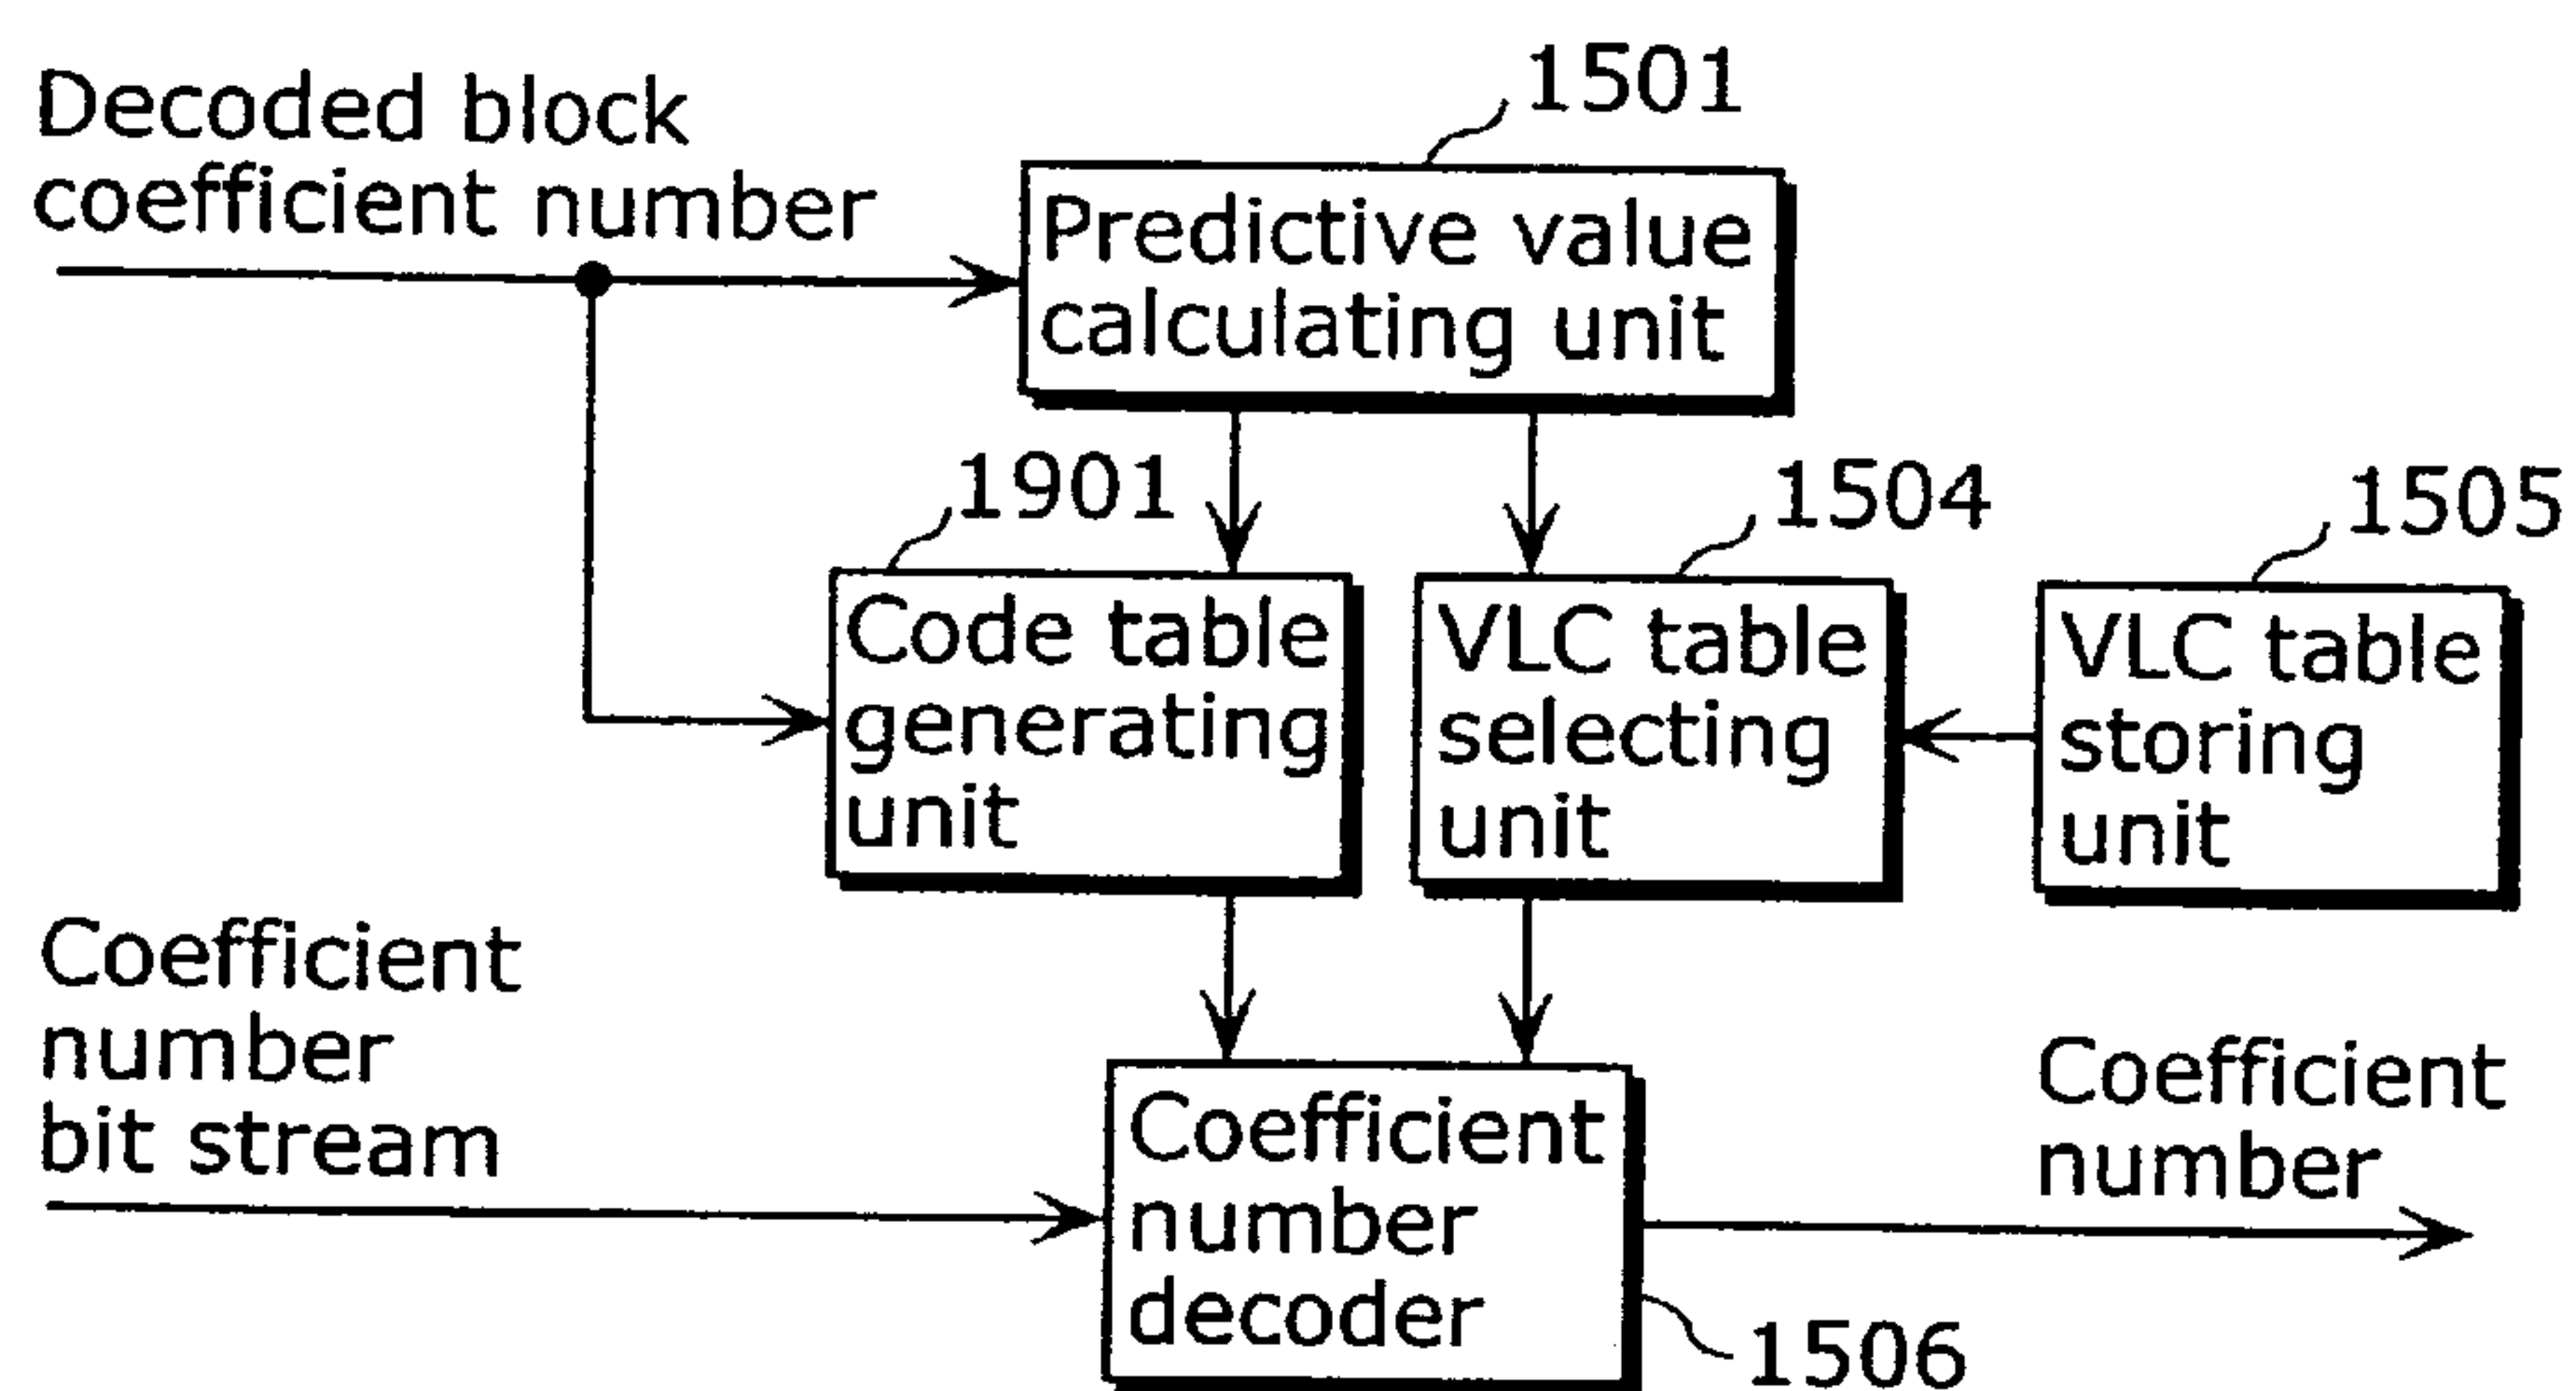 1501
Decoded block
coefficient number
Predictive value
calculating unit
1901
1504
1505
Code table
generating
unit
VLC table
selecting
unit
VLC table
storing
unit
Coefficient
number
bit stream
Coefficient
number
decoder
Coefficient
number
1506